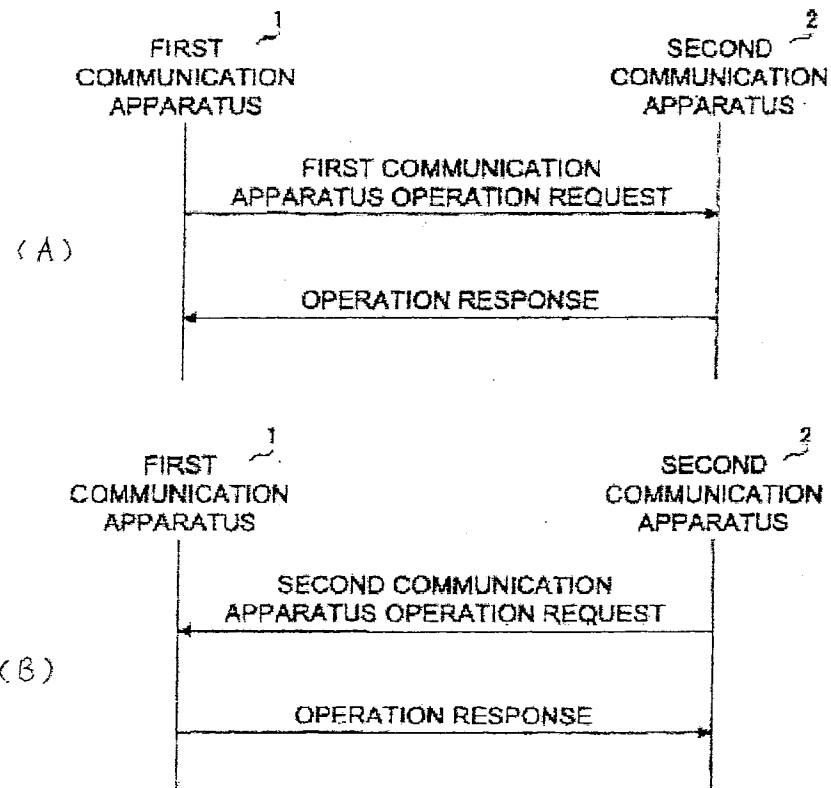 1
FIRST
COMMUNICATION
APPARATUS
2
SECOND
COMMUNICATION
APPARATUS
FIRST COMMUNICATION
APPARATUS OPERATION REQUEST
(A)
OPERATION RESPONSE
1
FIRST
COMMUNICATION
APPARATUS
2
SECOND
COMMUNICATION
APPARATUS
SECOND COMMUNICATION
APPARATUS OPERATION REQUEST
(B)
OPERATION RESPONSE